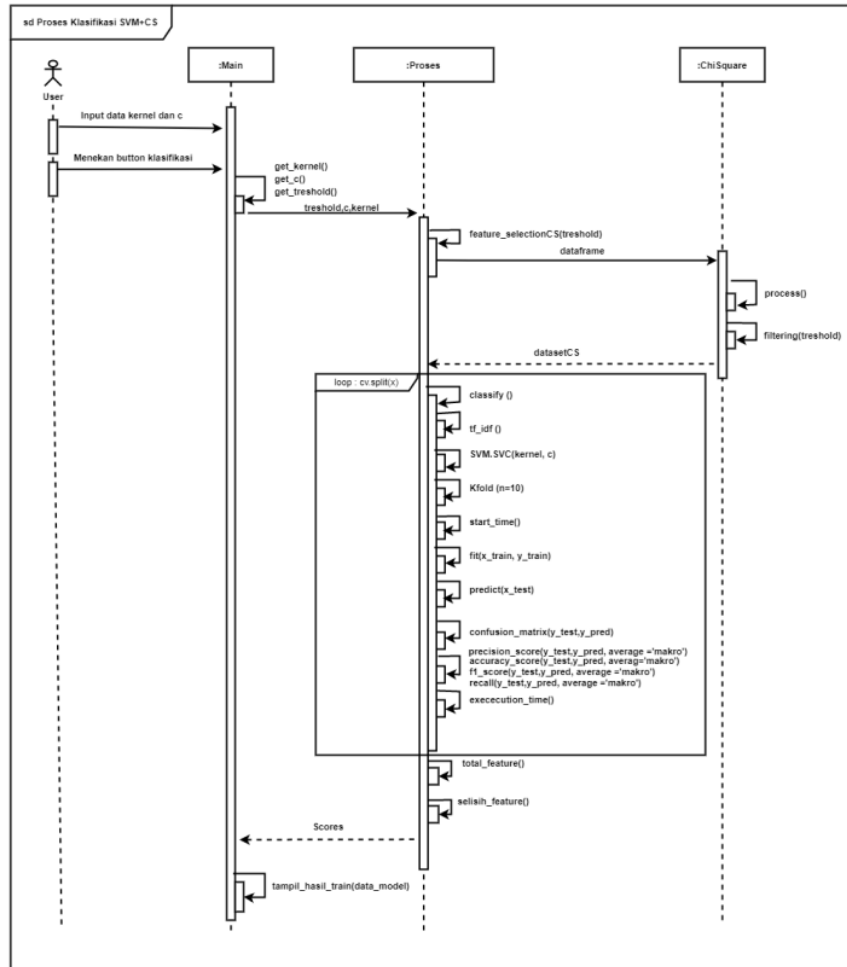 sd Proses Klasifikasi SVM+CS
:Main
:Proses
:ChiSquare
User
Input data kernel dan c
Menekan button klasifikasi
get_kernel()
get_c()
get_treshold()
treshold,c,kernel
feature_selectionCS(treshold)
dataframe
process()
filtering(treshold)
datasetCS
loop : cv.split(x)
classify ()
tf_idf ()
SVM.SVC(kernel, c)
Kfold (n=10)
start_time()
fit(x_train, y_train)
predict(x_test)
confusion_matrix(y_test,y_pred)
precision_score(y_test,y_pred, average ='makro')
accuracy_score(y_test,y_pred, averag='makro')
f1_score(y_test,y_pred, average ='makro')
recall(y_test,y_pred, average ='makro')
exececution_time()
total_feature()
selisih_feature()
Scores
tampil_hasil_train(data_model)